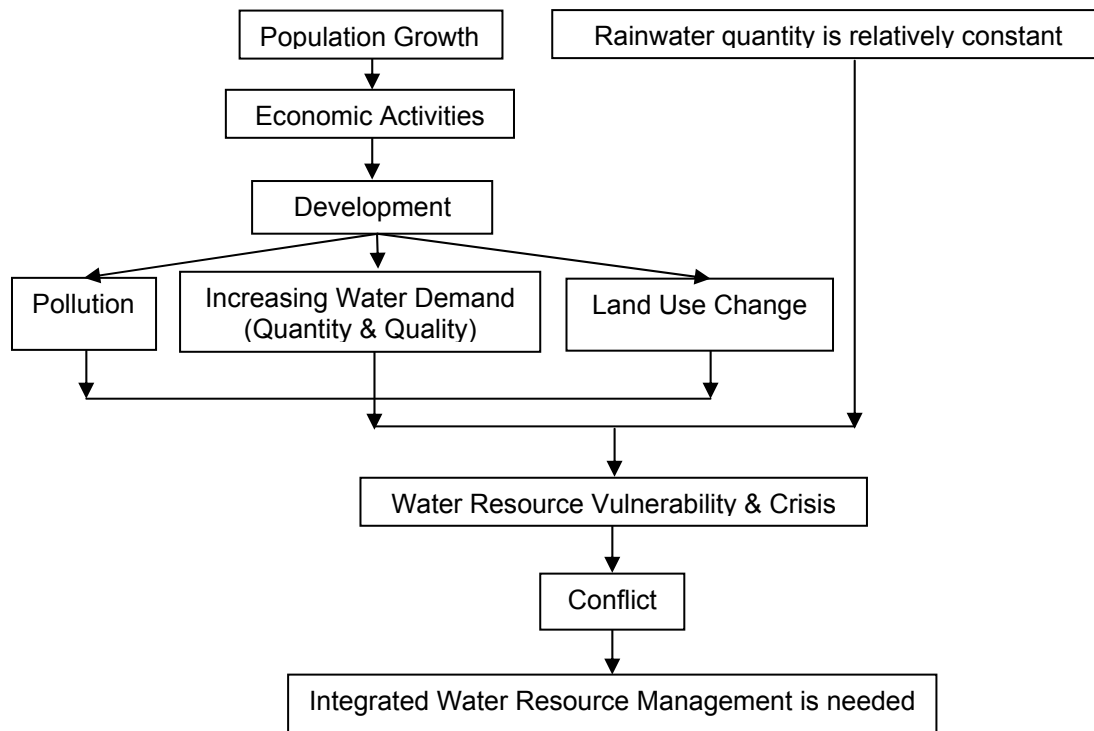 Population Growth
Rainwater quantity is relatively constant
Economic Activities
Development
Pollution
Increasing Water Demand
(Quantity & Quality)
Land Use Change
Water Resource Vulnerability & Crisis
Conflict
Integrated Water Resource Management is needed